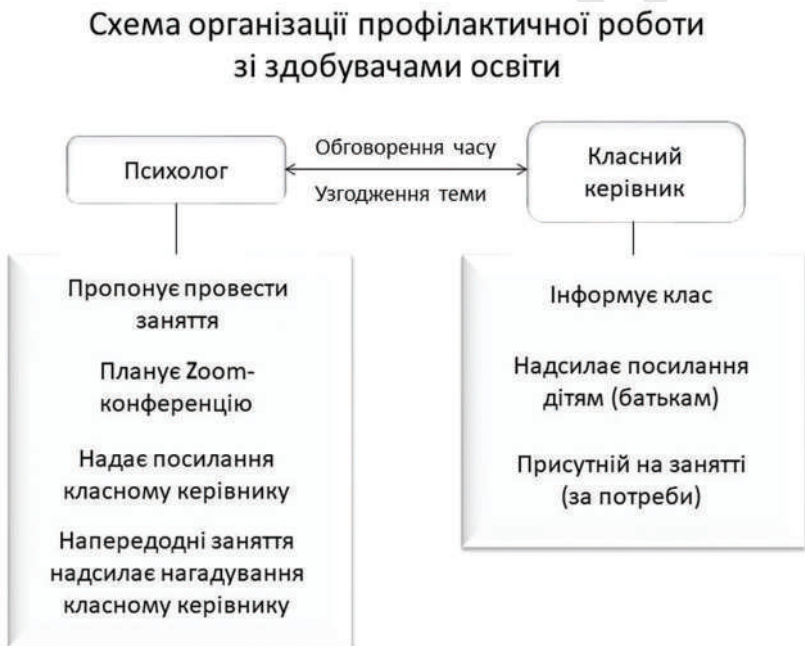 Схема організації профілактичної роботи
зі здобувачами освіти
Психолог
Обговорення часу
Узгодження теми
Класний
керівник
Пропонує провести
заняття
Планує Zoom-
конференцію
Надає посилання
класному керівнику
Напередодні заняття
надсилає нагадування
класному керівнику
Інформує клас
Надсилає посилання
дітям (батькам)
Присутній на занятті
(за потреби)